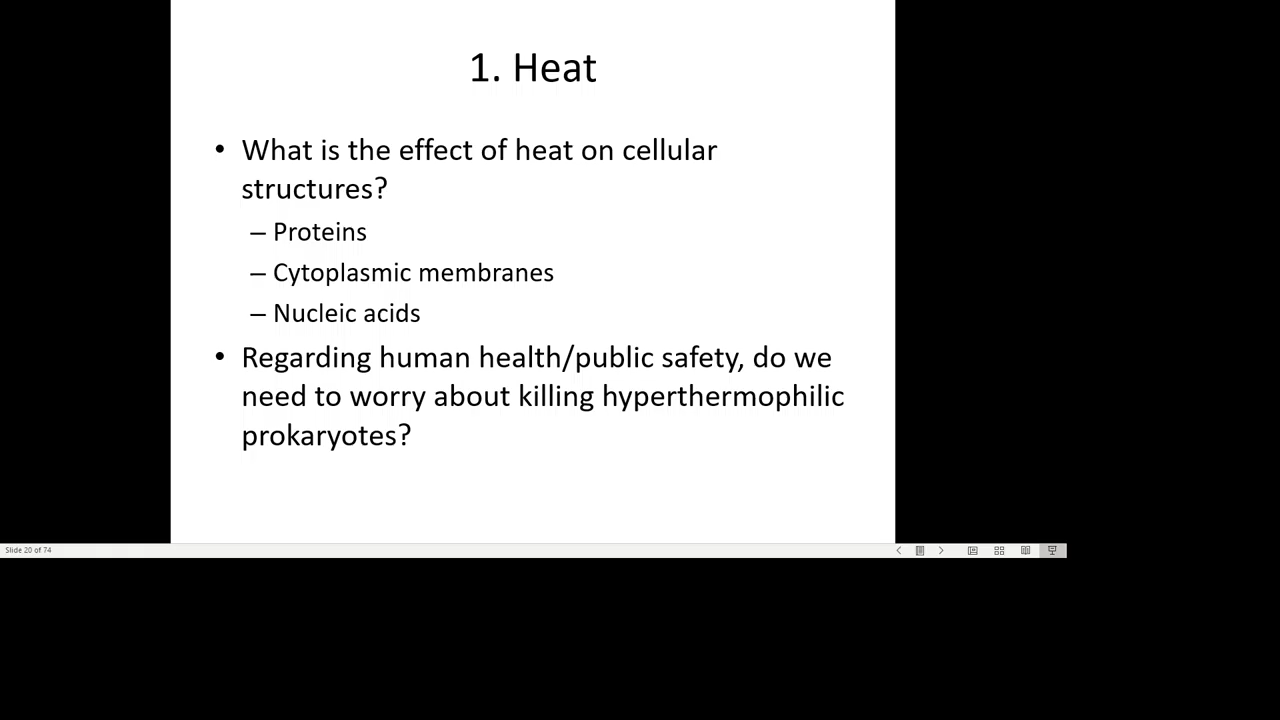 1. Heat
• What is the effect of heat on cellular
structures?
– Proteins
– Cytoplasmic membranes
– Nucleic acids
• Regarding human health/public safety, do we
need to worry about killing hyperthermophilic
prokaryotes?
Slide 20 of 74